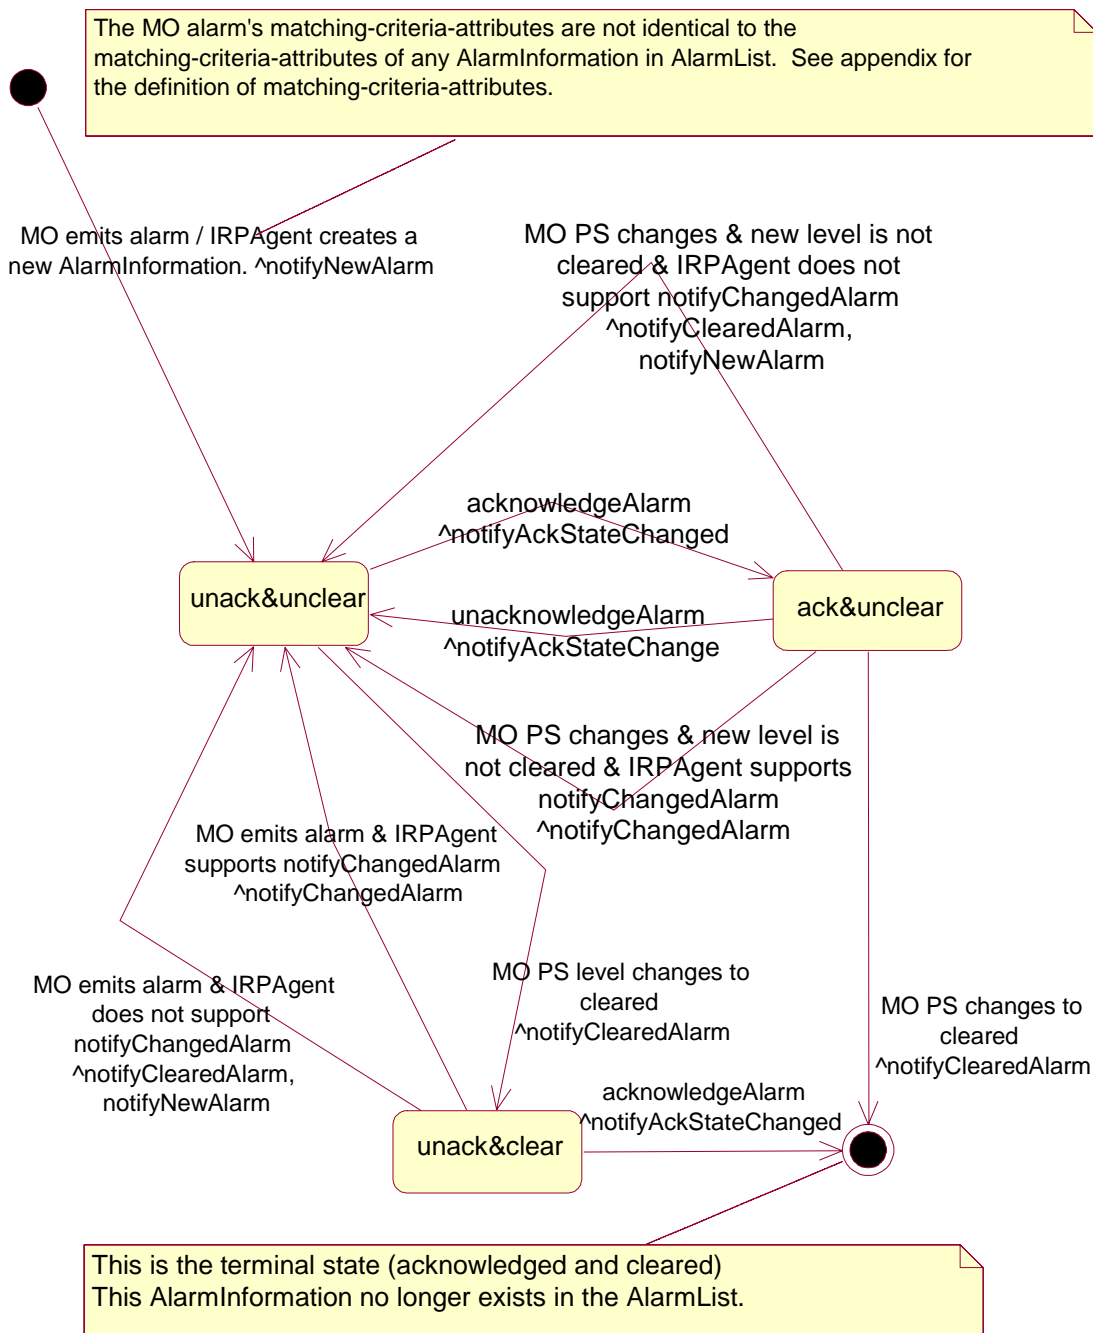 The MO alarm's matching-criteria-attributes are not identical to the
matching-criteria-attributes of any AlarmInformation in AlarmList.  See appendix for
the definition of matching-criteria-attributes.
MO emits alarm / IRPAgent creates a
new AlarmInformation. ^notifyNewAlarm
MO PS changes & new level is not
cleared & IRPAgent does not
support notifyChangedAlarm
^notifyClearedAlarm,
notifyNewAlarm
acknowledgeAlarm
^notifyAckStateChanged
unack&unclear
ack&unclear
unacknowledgeAlarm
^notifyAckStateChange
MO PS changes & new level is
not cleared & IRPAgent supports
notifyChangedAlarm
^notifyChangedAlarm
MO emits alarm & IRPAgent
supports notifyChangedAlarm
^notifyChangedAlarm
MO emits alarm & IRPAgent
does not support
notifyChangedAlarm
^notifyClearedAlarm,
notifyNewAlarm
MO PS level changes to
cleared
^notifyClearedAlarm
MO PS changes to
cleared
^notifyClearedAlarm
acknowledgeAlarm
^notifyAckStateChanged
unack&clear
This is the terminal state (acknowledged and cleared)
This AlarmInformation no longer exists in the AlarmList.